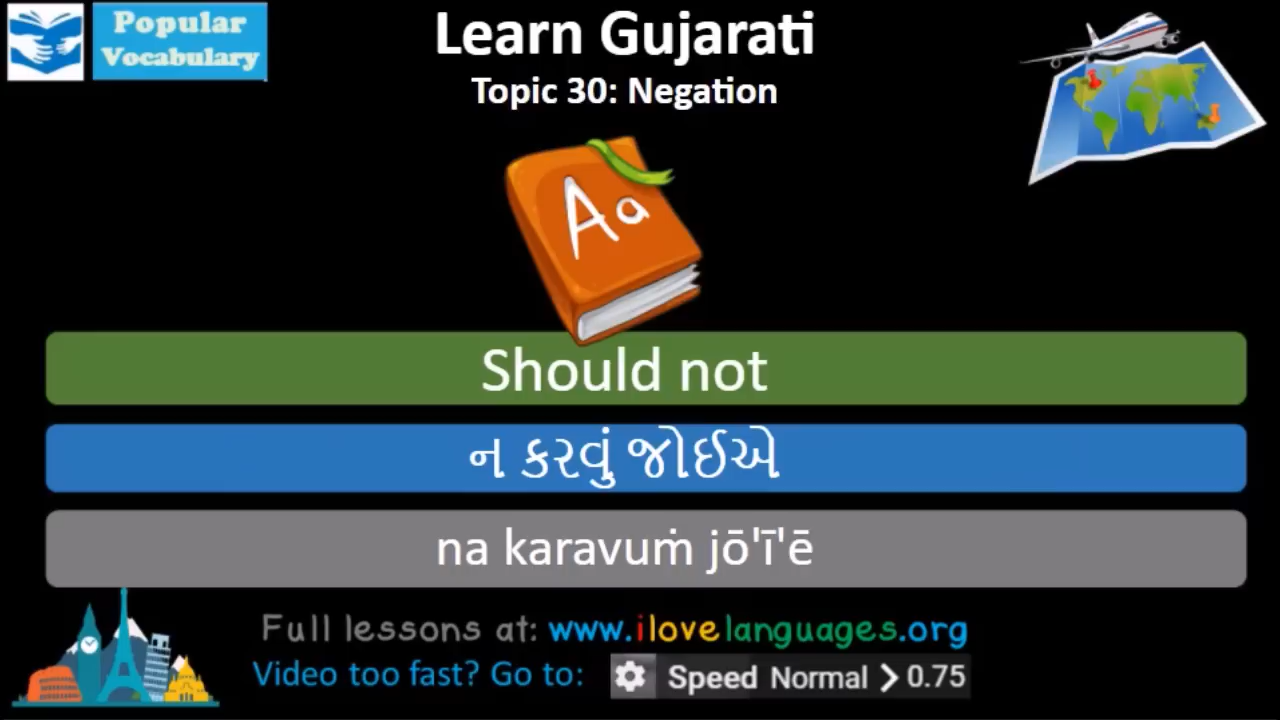 Popular
Vocabulary
Learn Gujarati
Topic 30: Negation
Aa
Should not
ન કરવું જોઈએ
na karavuṁ jō'ī'ē
Full lessons at: www.ilovelanguages.org
Video too fast? Go to: Speed Normal > 0.75